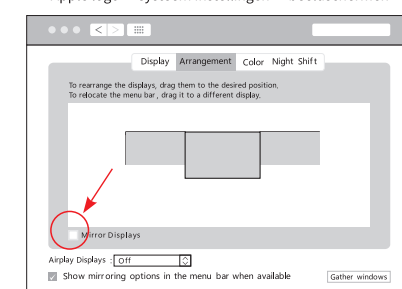 Display Arrangement Color Night Shift
To rearrange the displays, drag them to the desired position.
To relocate the menu bar, drag it to a different display.
Mirror Displays
Airplay Displays : Off
Show mirroring options in the menu bar when available
Gather windows